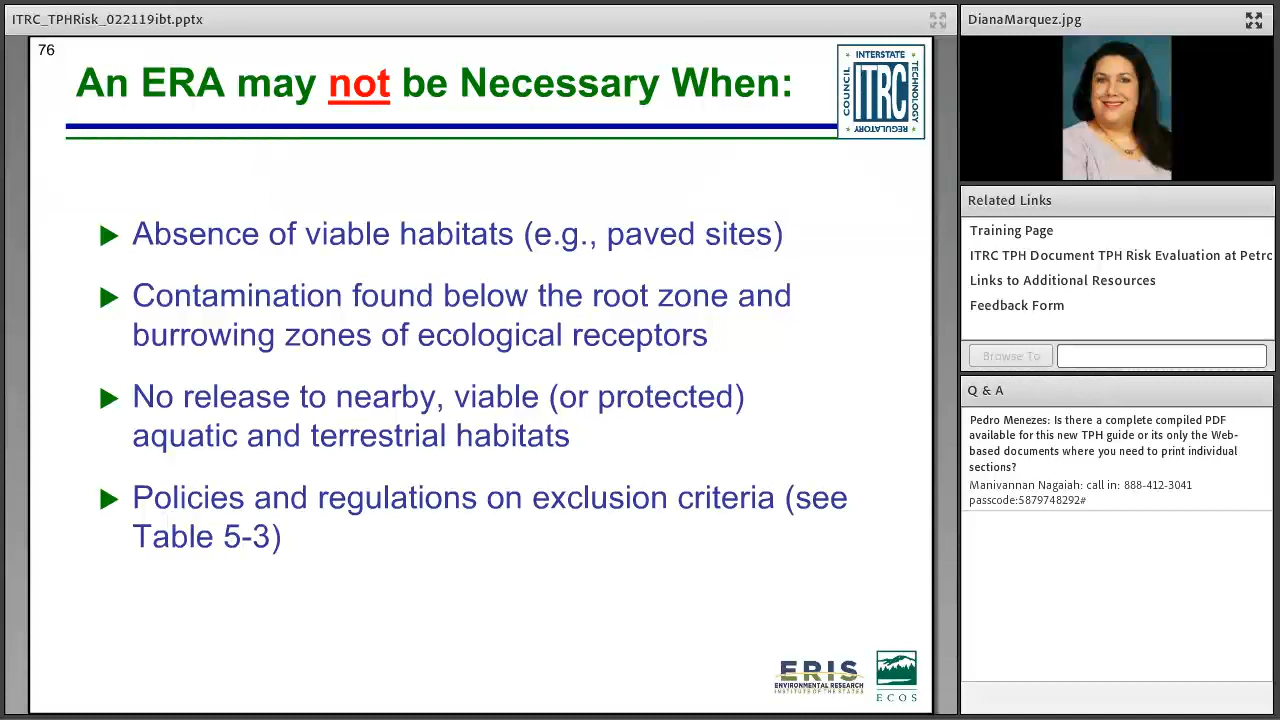 ITRC_TPHRisk_022119ibt.pptx
76
An ERA may not be Necessary When:
INTERSTATE
COUNCIL
ITRC
TECHNOLOGY
REGULATORY
Absence of viable habitats (e.g., paved sites)
Contamination found below the root zone and
burrowing zones of ecological receptors
No release to nearby, viable (or protected)
aquatic and terrestrial habitats
Policies and regulations on exclusion criteria (see
Table 5-3)
ERIS
ENVIRONMENTAL RESEARCH
INSTITUTE OF THE STATES
ECOS
DianaMarquez.jpg
Related Links
Training Page
ITRC TPH Document TPH Risk Evaluation at Petrc
Links to Additional Resources
Feedback Form
Browse To
Q & A
Pedro Menezes: Is there a complete compiled PDF
available for this new TPH guide or its only the Web-
based documents where you need to print individual
sections?
Manivannan Nagaiah: call in: 888-412-3041
passcode:5879748292#